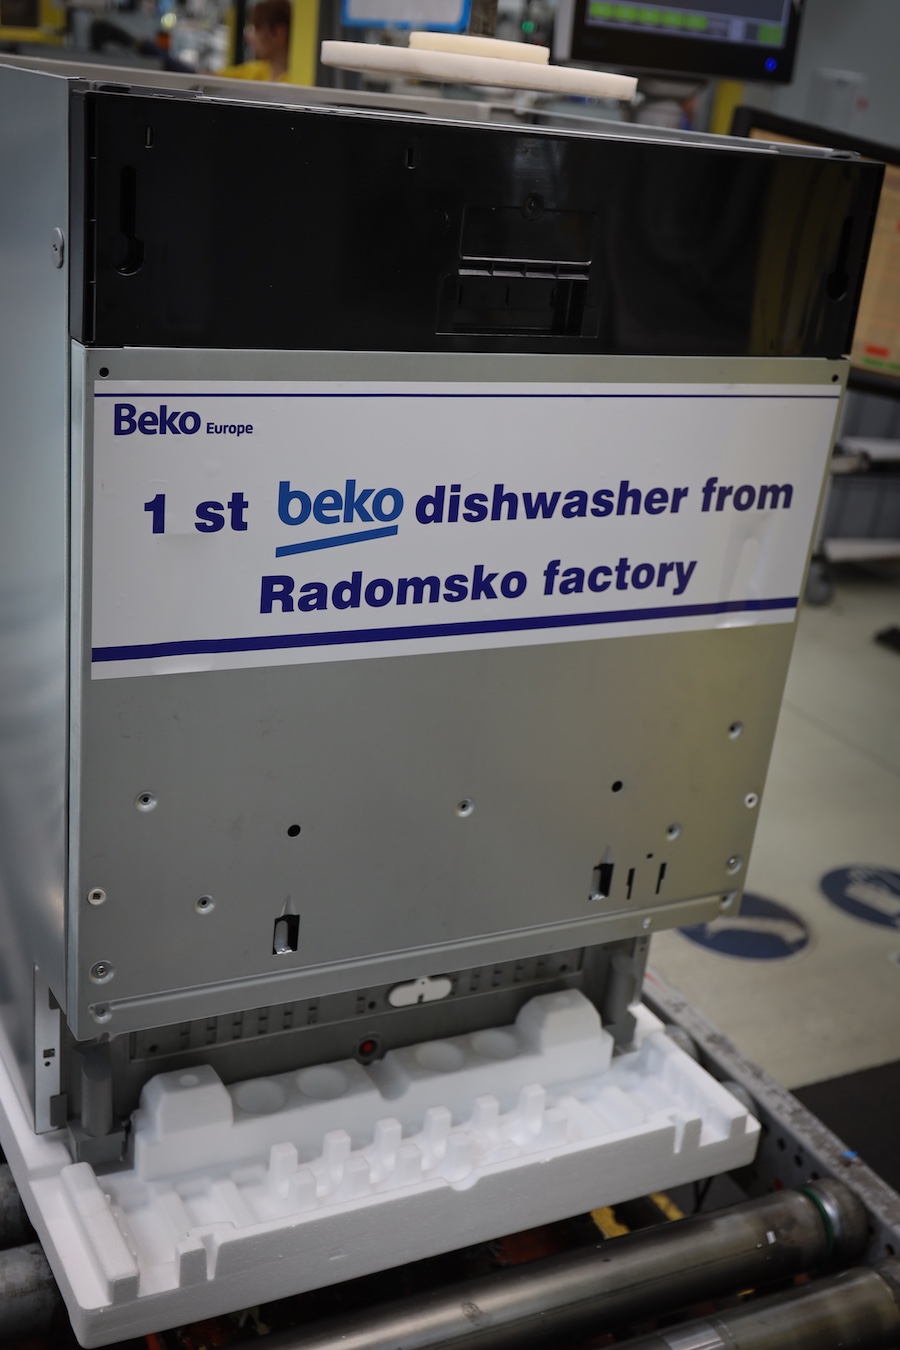 Beko Europe
1 st beko dishwasher from
Radomsko factory